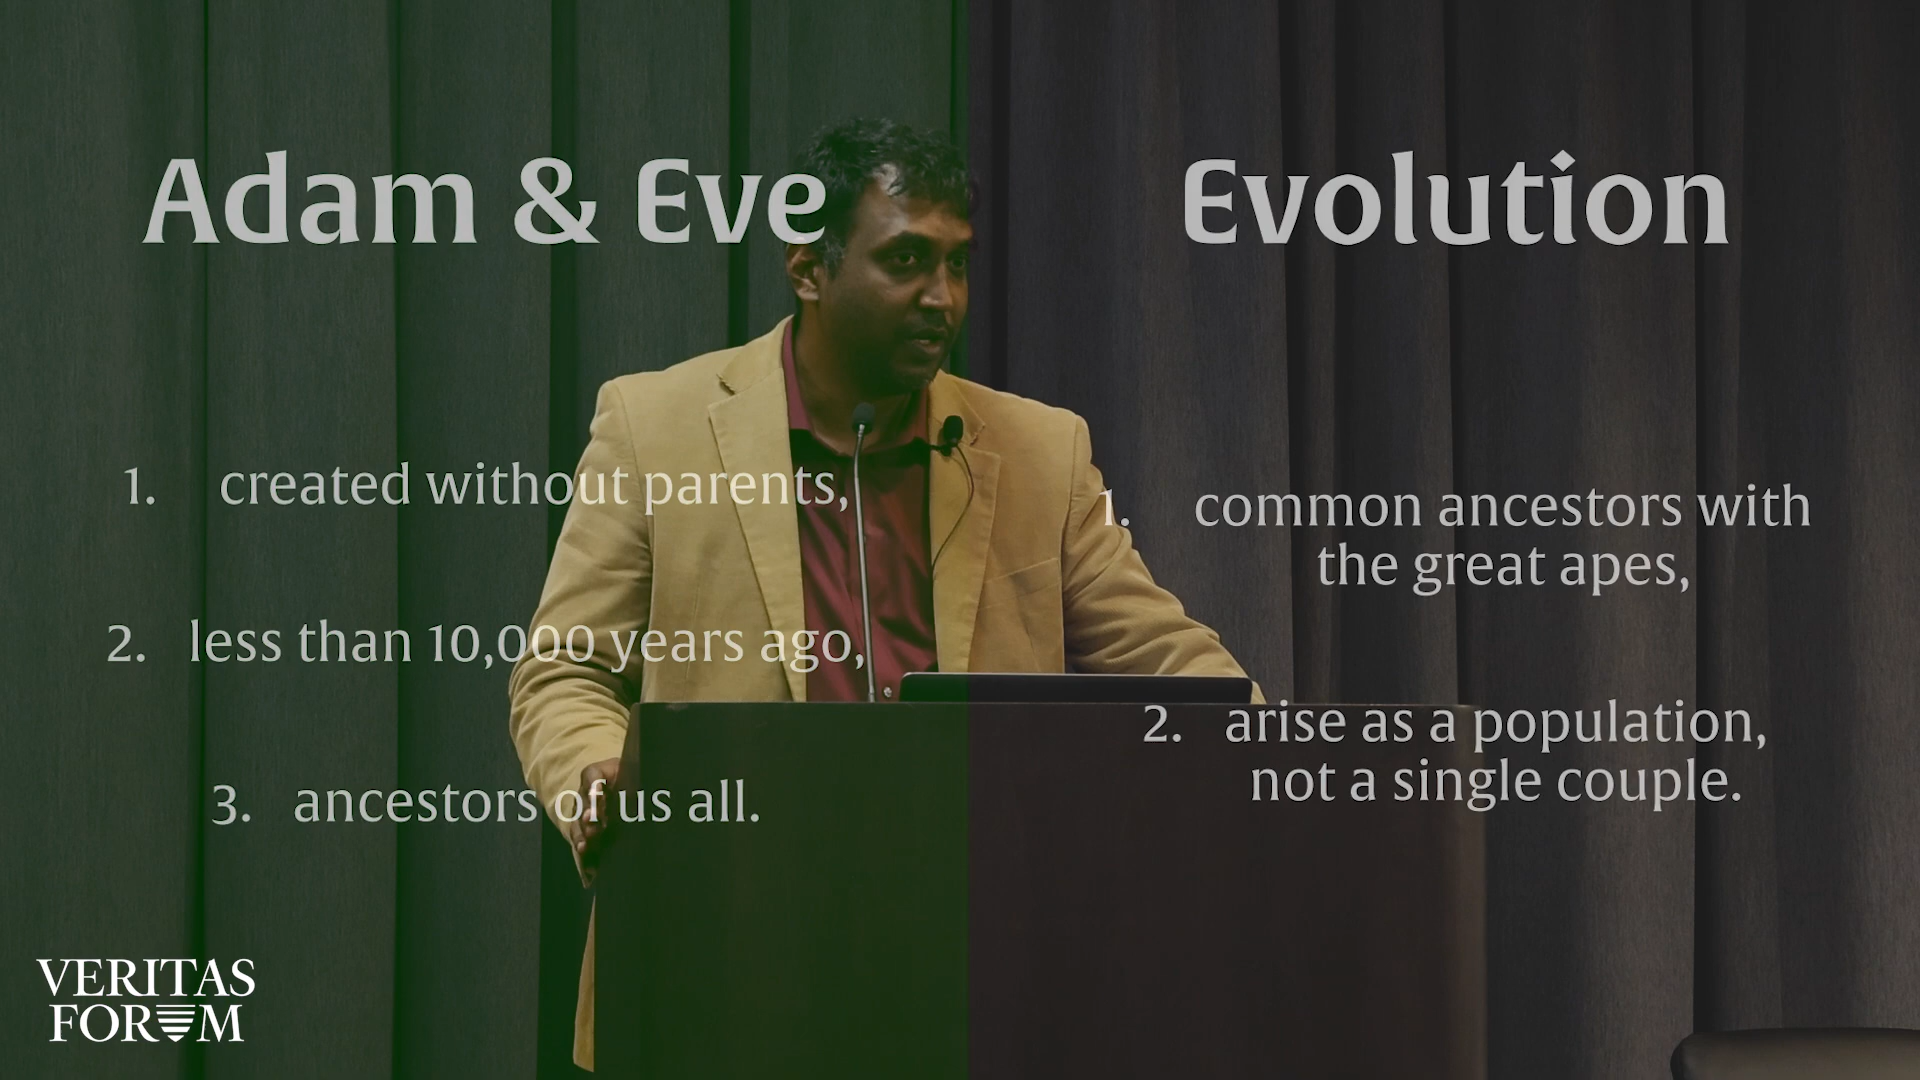 Adam & Eve
1. created without parents,
2. less than 10,000 years ago,
3. ancestors of us all.
Evolution
1. common ancestors with
the great apes,
2. arise as a population,
not a single couple.
VERITAS
FORUM